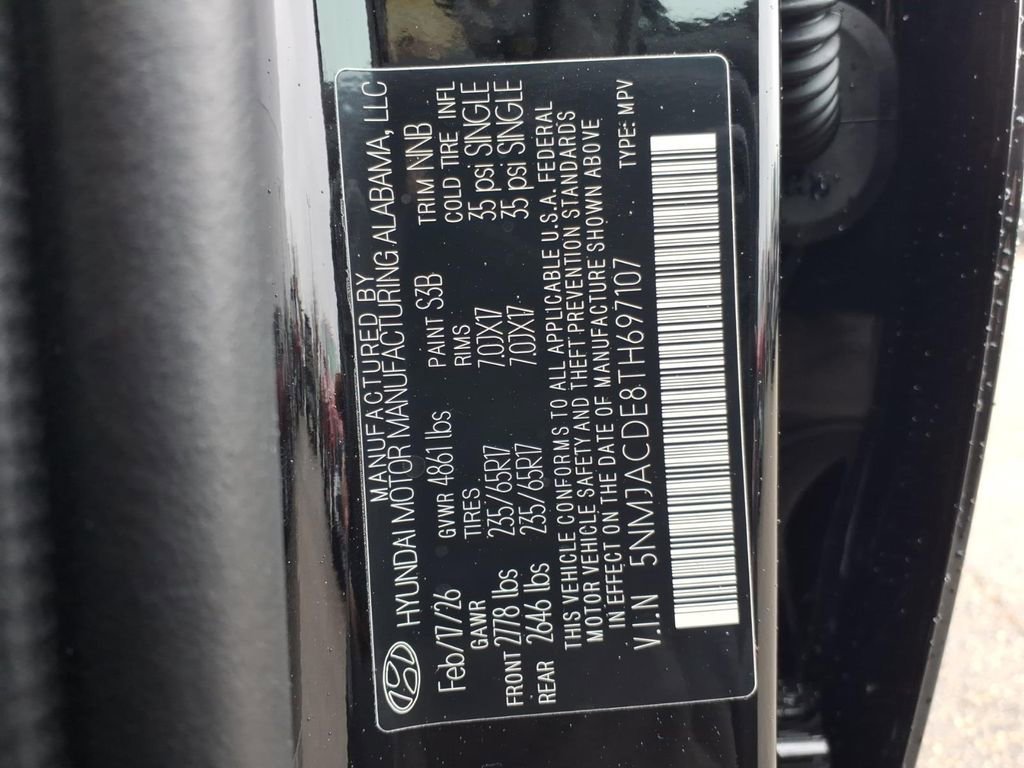 MANUFACTURED BY
HYUNDAI MOTOR MANUFACTURING ALABAMA, LLC
Feb/17/26 GVWR 4861 lbs PAINT S3B TRIM NNB
GAWR TIRES RIMS COLD TIRE INFL
FRONT 2778 lbs 235/65R17 7.0JX17 35 psi SINGLE
REAR 2646 lbs 235/65R17 7.0JX17 35 psi SINGLE
THIS VEHICLE CONFORMS TO ALL APPLICABLE U.S.A. FEDERAL
MOTOR VEHICLE SAFETY AND THEFT PREVENTION STANDARDS
IN EFFECT ON THE DATE OF MANUFACTURE SHOWN ABOVE
V.I.N 5NMJACDE8TH697107 TYPE: MPV